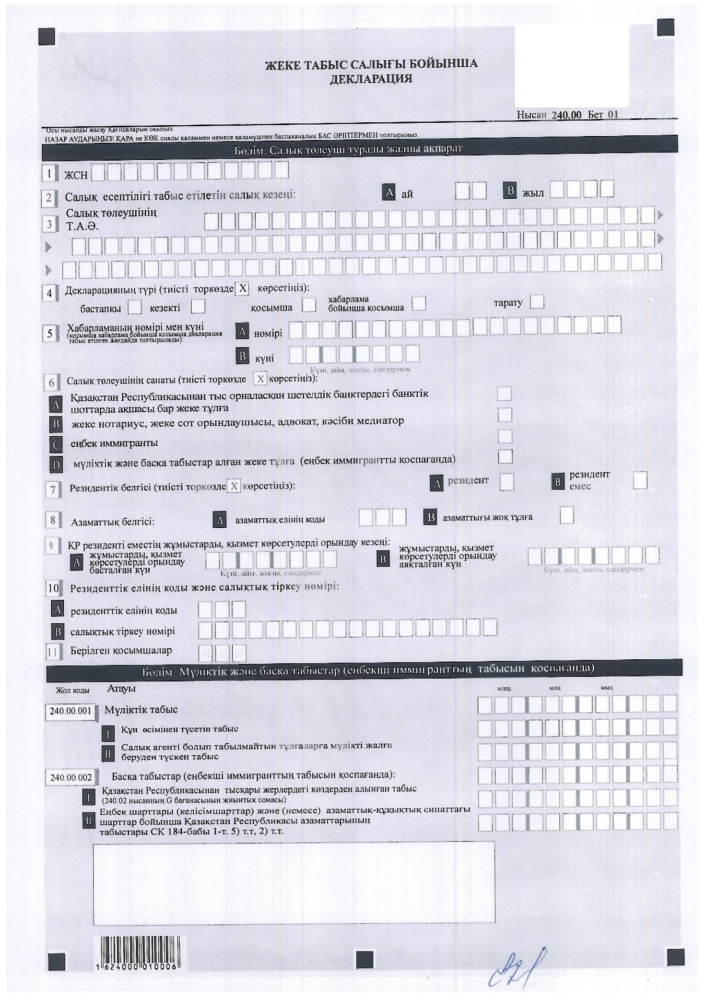 ЖЕКЕ ТАБЫС САЛЫҒЫ БОЙЫНША
ДЕКЛАРАЦИЯ
Нысан 240.00 Бет 01
Осы нысанды жасау Қағидаларын оқыңыз.
НАЗАР АУДАРЫҢЫЗ! ҚАРА не КӨК сиялы қаламмен немесе қаламұшпен баспаханалық БАС ӘРІПТЕРМЕН толтырыңыз.
Бөлім. Салық төлеуші туралы жалпы ақпарат
1 ЖСН
2 Салық есептілігі табыс етілетін салық кезеңі: A ай B жыл
3 Салық төлеушінің
Т.А.Ә.
4 Декларацияның түрі (тиісті торкөзде X көрсетіңіз):
бастапқы кезекті қосымша хабарлама
бойынша қосымша тарату
5 Хабарламаның нөмірі мен күні A нөмірі
(қосымша хабарлама бойынша қосымша декларация
табыс етілген жағдайда толтырылады):
B күні
Күні, айы, жылы, сандармен
6 Салық төлеушінің санаты (тиісті торкөзде X көрсетіңіз):
A Қазақстан Республикасынан тыс орналасқан шетелдік банктердегі банктік
шоттарда ақшасы бар жеке тұлға
B жеке нотариус, жеке сот орындаушысы, адвокат, кәсіби медиатор
C еңбек иммигранты
D мүліктік және басқа табыстар алған жеке тұлға (еңбек иммигрантты қоспағанда)
7 Резидентік белгісі (тиісті торкөзде X көрсетіңіз): A резидент B резидент
емес
8 Азаматтық белгісі: A азаматтық елінің коды B азаматтығы жоқ тұлға
9 ҚР резиденті еместің жұмыстарды, қызмет көрсетулерді орындау кезеңі:
A жұмыстарды, қызмет
көрсетулерді орындау
басталған күн
Күні, айы, жылы, сандармен
B жұмыстарды, қызмет
көрсетулерді орындау
аяқталған күн
Күні, айы, жылы, сандармен
10 Резиденттік елінің коды және салықтық тіркеу нөмірі:
A резиденттік елінің коды
B салықтық тіркеу нөмірі
11 Берілген қосымшалар 01 02 03
Бөлім. Мүліктік және басқа табыстар (еңбекші иммигранттың табысын қоспағанда)
Жол коды Атауы млрд. млн. мың
240.00.001 Мүліктік табыс
I Құн өсімінен түсетін табыс
II Салық агенті болып табылмайтын тұлғаларға мүлікті жалға
беруден түскен табыс
240.00.002 Басқа табыстар (еңбекші иммигранттың табысын қоспағанда):
I Қазақстан Республикасынан тысқары жерлердегі көздерден алынған табыс
(240.02 нысанның G бағанасының жиынтық сомасы)
II Еңбек шарттары (келісімшарттар) және (немесе) азаматтық-құқықтық сипаттағы
шарттар бойынша Қазақстан Республикасы азаматтарының
табыстары СК 184-бабы 1-т. 5) т.т, 2) т.т.
1 624000 010006